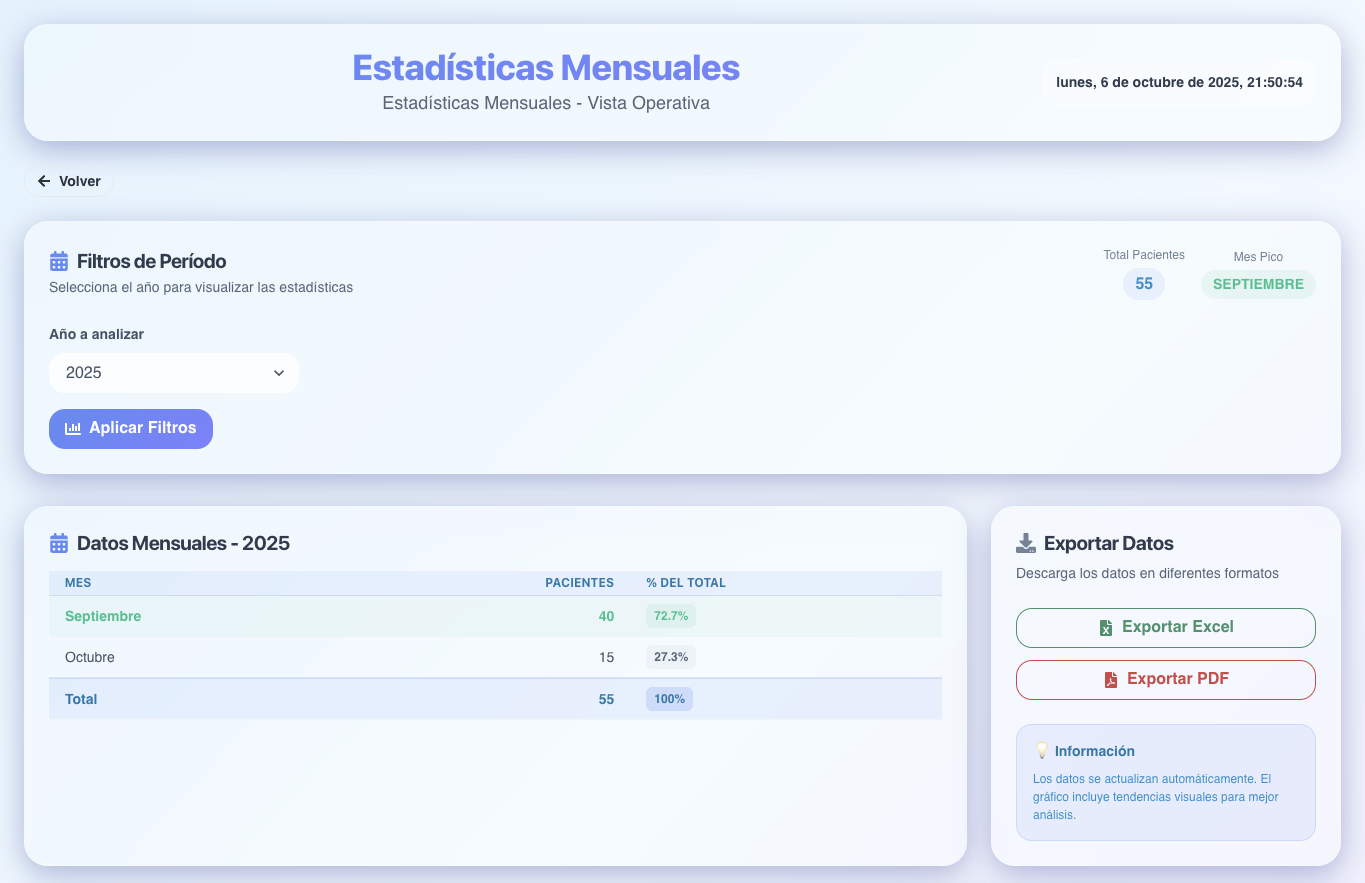 Estadísticas Mensuales
Estadísticas Mensuales - Vista Operativa
lunes, 6 de octubre de 2025, 21:50:54
Volver
Filtros de Período
Selecciona el año para visualizar las estadísticas
Total Pacientes
55
Mes Pico
SEPTIEMBRE
Año a analizar
2025
Aplicar Filtros
Datos Mensuales - 2025
MES PACIENTES % DEL TOTAL
Septiembre 40 72.7%
Octubre 15 27.3%
Total 55 100%
Exportar Datos
Descarga los datos en diferentes formatos
Exportar Excel
Exportar PDF
💡 Información
Los datos se actualizan automáticamente. El
gráfico incluye tendencias visuales para mejor
análisis.